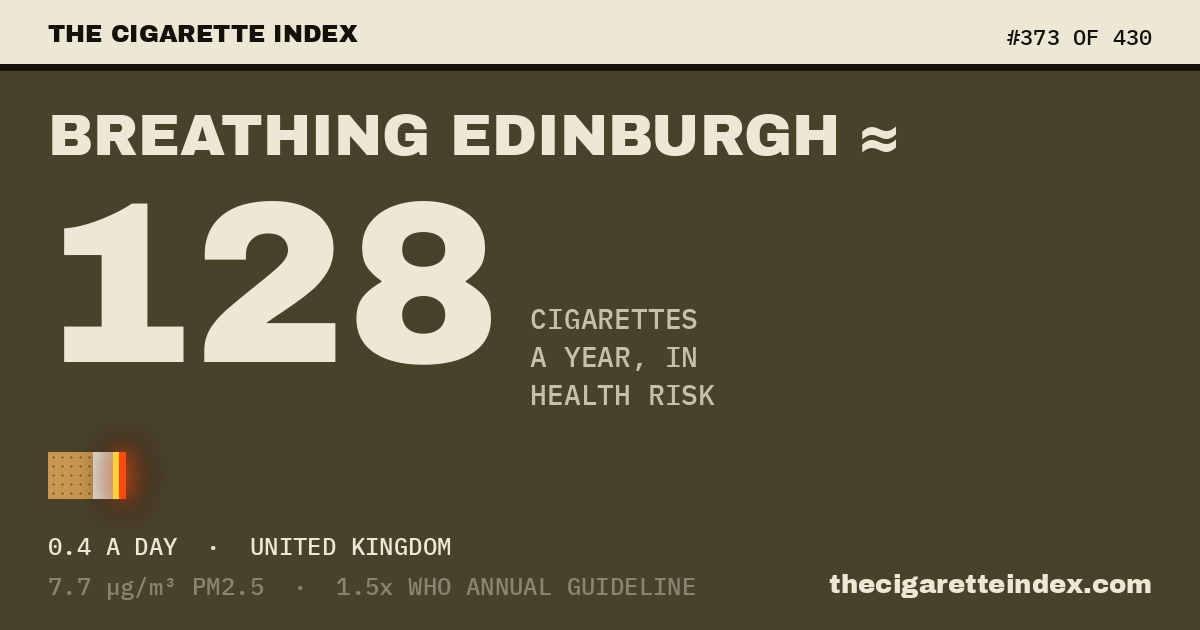 THE CIGARETTE INDEX
#373 OF 430
BREATHING EDINBURGH ≈
128
CIGARETTES
A YEAR, IN
HEALTH RISK
0.4 A DAY · UNITED KINGDOM
7.7 µg/m³ PM2.5 · 1.5x WHO ANNUAL GUIDELINE
thecigaretteindex.com